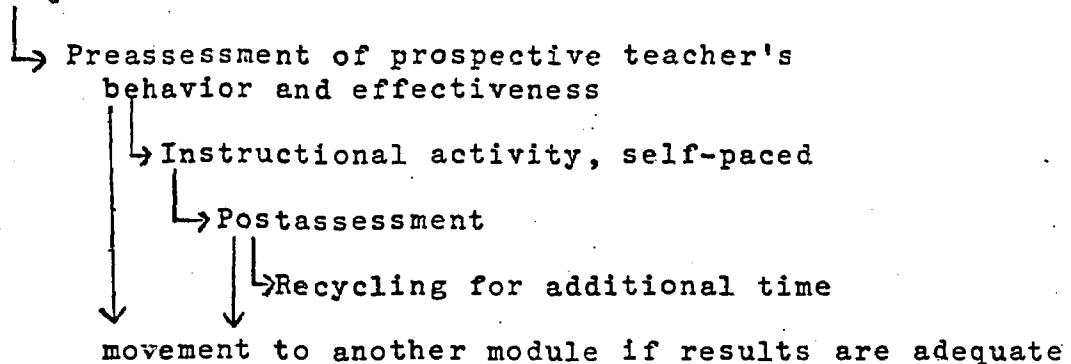 Preassessment of prospective teacher's
behavior and effectiveness
Instructional activity, self-paced
Postassessment
Recycling for additional time
movement to another module if results are adequate